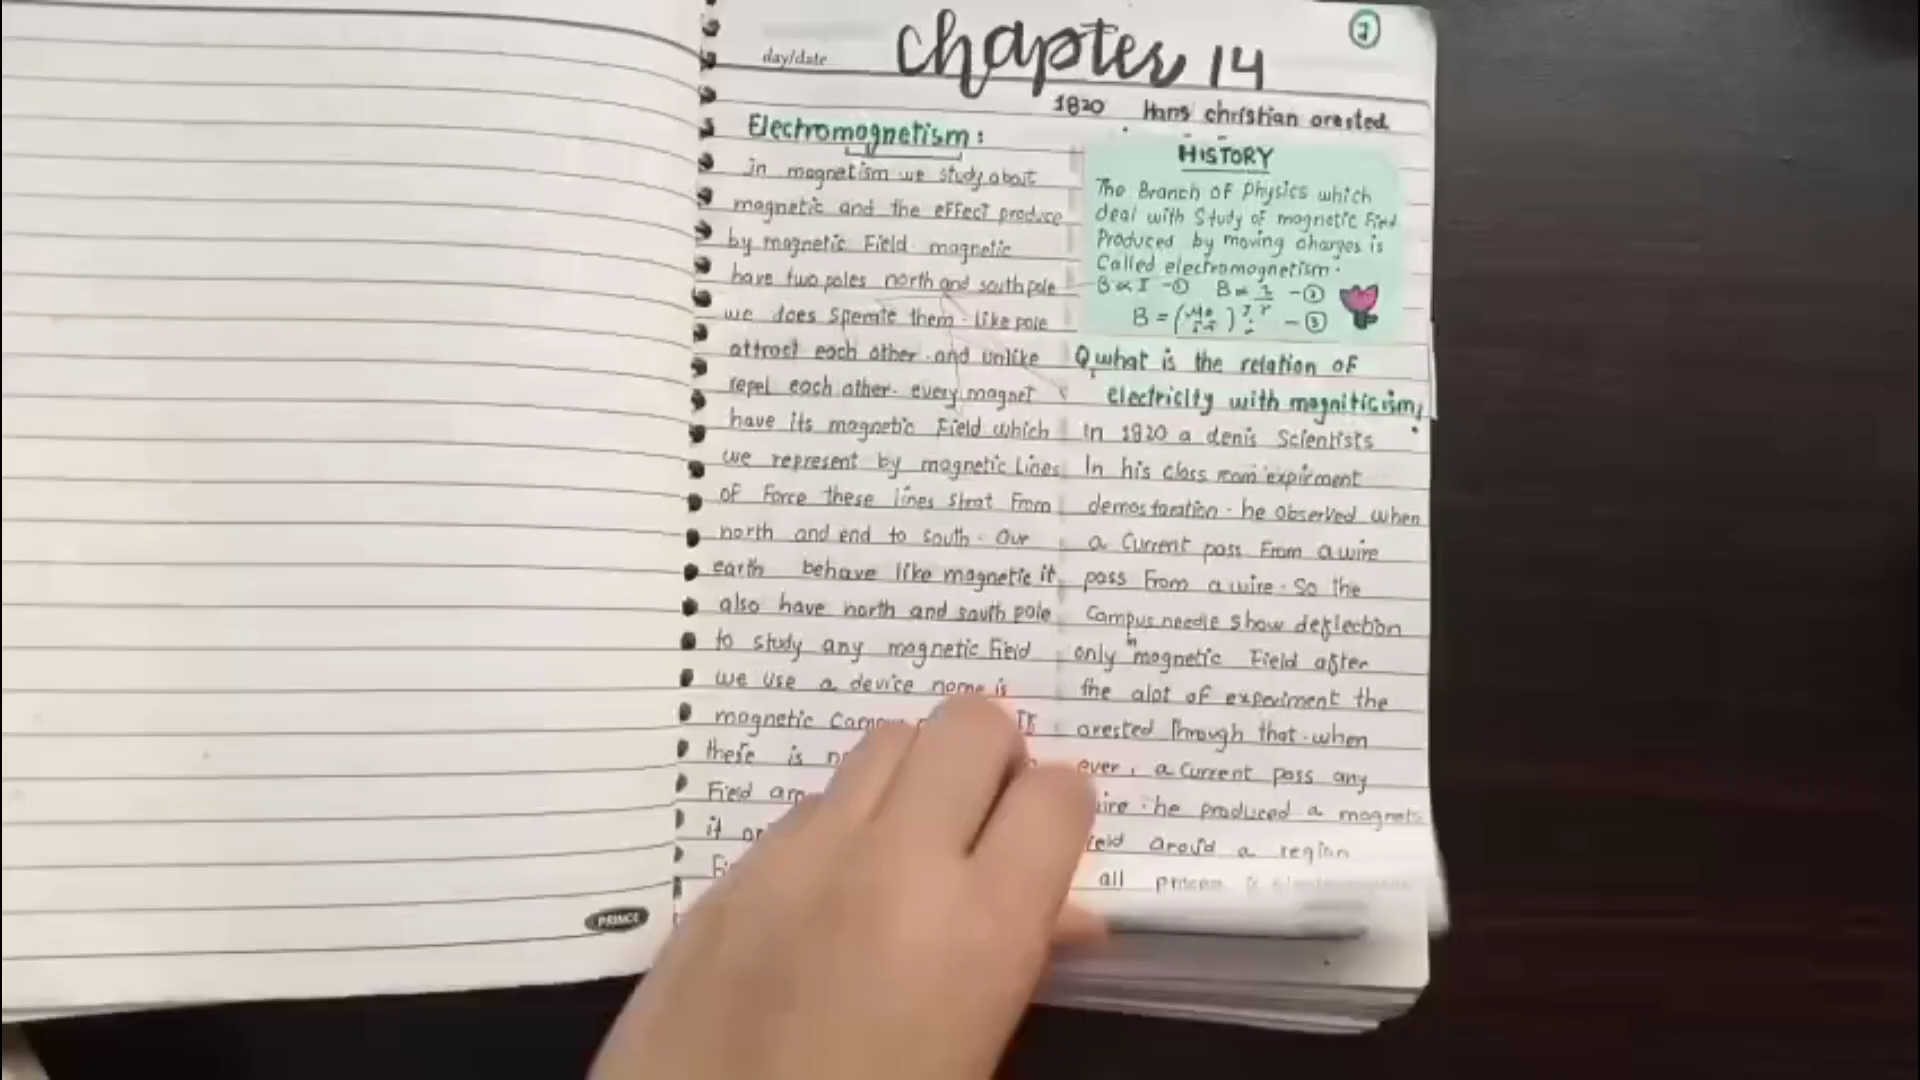 day/date
Chapter 14
1820 Hans christian orested
Electromagnetism:
in magnetism we study about
magnetic and the effect produce
by magnetic Field. magnetic
have two poles north and south pole
we does sperate them. Like pole
attract each other. and unlike
repel each other. every magnet
have its magnetic Field which
we represent by magnetic Lines
of Force these lines strat From
north and end to south. Our
earth behave like magnetic it
also have north and south pole
to study any magnetic Field
we use a device name is
magnetic
these is
Field
it
HISTORY
The Branch of physics which
deal with study of magnetic Fied
Produced by moving charges is
Called electromagnetism.
B ∝ I - ① B ∝ - ②
B = - ③
Q, what is the relation of
electricity with magniticism,
In 1820 a denis Scientists
In his class room expirment
demostaration. he observed when
a Current pass From a wire
pass From a wire. So the
Campus needle show deflection
only in magnetic Field after
the alot of experiment the
orested Through that. when
ever, a Current pass any
he produced a magnets
a region
all
PRINCE